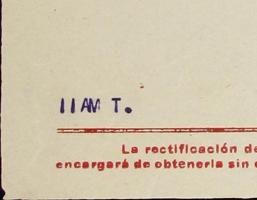 11AM T.
La rectificación de
encargará de obtenerla sin